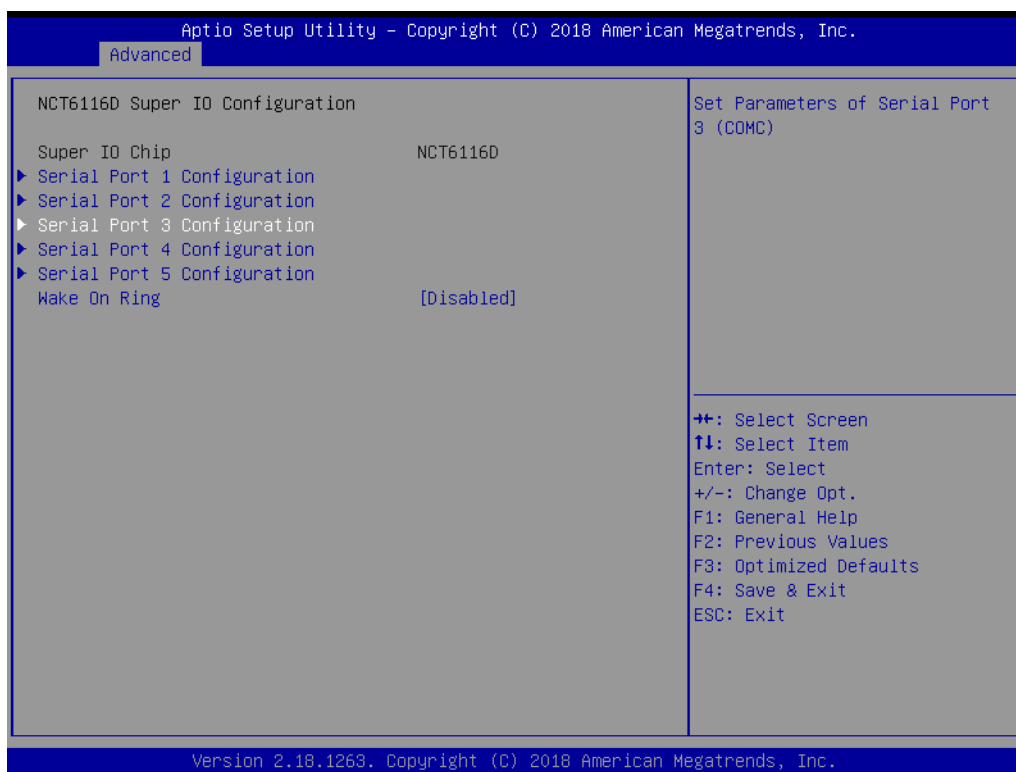 Aptio Setup Utility – Copyright (C) 2018 American Megatrends, Inc.
Advanced
NCT6116D Super IO Configuration
Super IO Chip NCT6116D
Serial Port 1 Configuration
Serial Port 2 Configuration
Serial Port 3 Configuration
Serial Port 4 Configuration
Serial Port 5 Configuration
Wake On Ring [Disabled]
Set Parameters of Serial Port
3 (COMC)
→←: Select Screen
↑↓: Select Item
Enter: Select
+/-: Change Opt.
F1: General Help
F2: Previous Values
F3: Optimized Defaults
F4: Save & Exit
ESC: Exit
Version 2.18.1263. Copyright (C) 2018 American Megatrends, Inc.